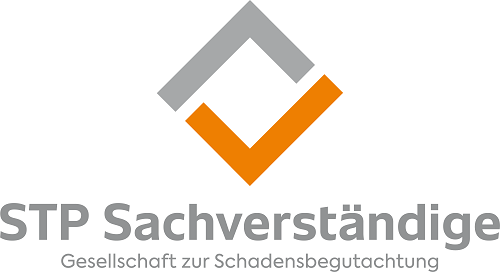 STP Sachverständige
Gesellschaft zur Schadensbegutachtung